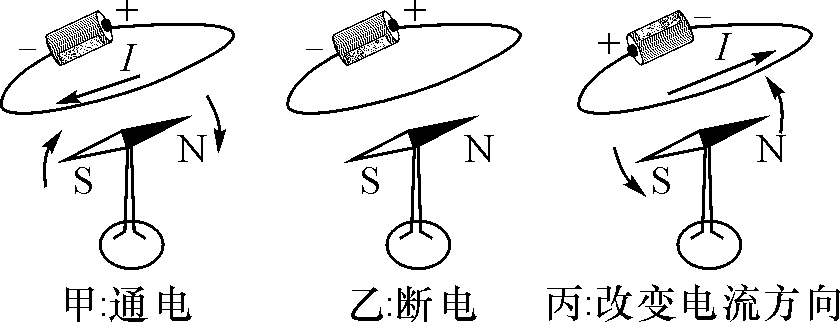 − + I N S
− + N S
+ − I N S
甲:通电 乙:断电 丙:改变电流方向